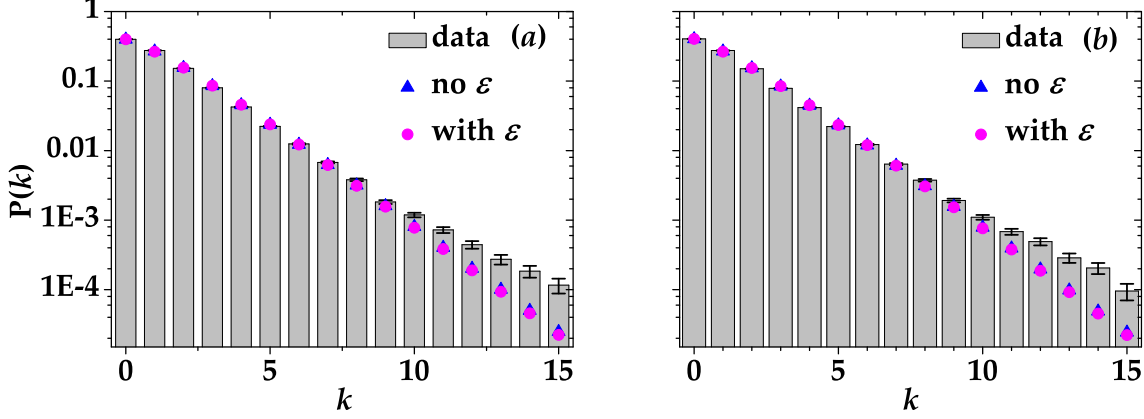 1
0.1
0.01
1E-3
1E-4
P(k)
data (a)
no ε
with ε
0 5 10 15
k
data (b)
no ε
with ε
0 5 10 15
k